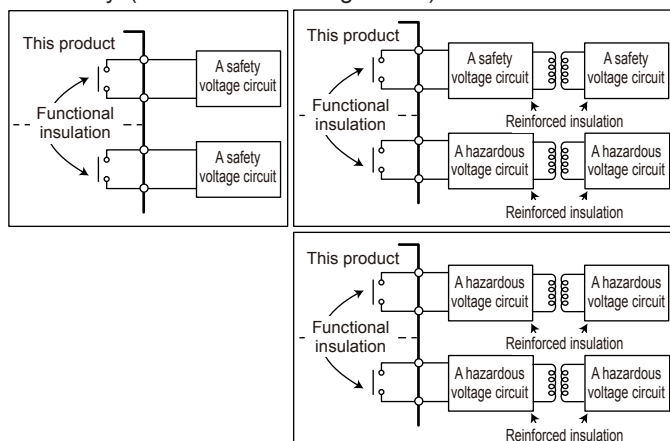 This product
A safety
voltage circuit
Functional
insulation
A safety
voltage circuit
This product
A safety
voltage circuit
A safety
voltage circuit
Reinforced insulation
Functional
insulation
A hazardous
voltage circuit
A hazardous
voltage circuit
Reinforced insulation
This product
A hazardous
voltage circuit
A hazardous
voltage circuit
Reinforced insulation
Functional
insulation
A hazardous
voltage circuit
A hazardous
voltage circuit
Reinforced insulation